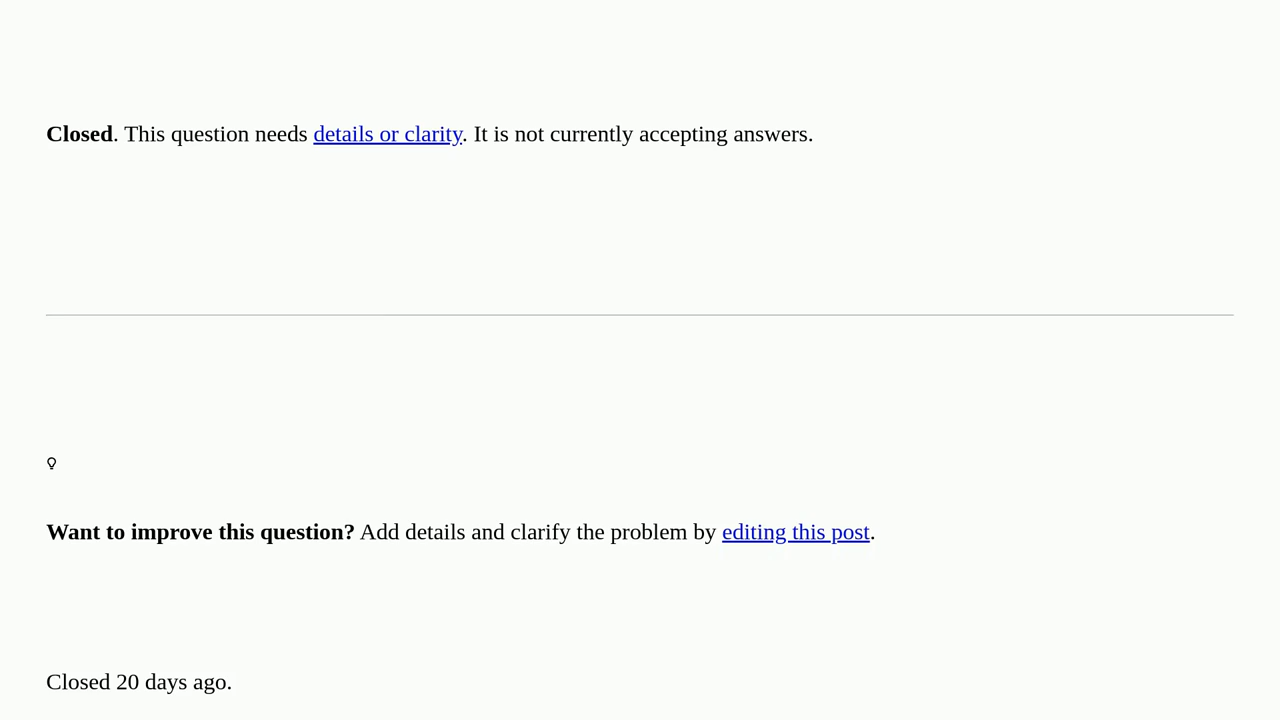 Closed. This question needs details or clarity. It is not currently accepting answers.
Want to improve this question? Add details and clarify the problem by editing this post.
Closed 20 days ago.